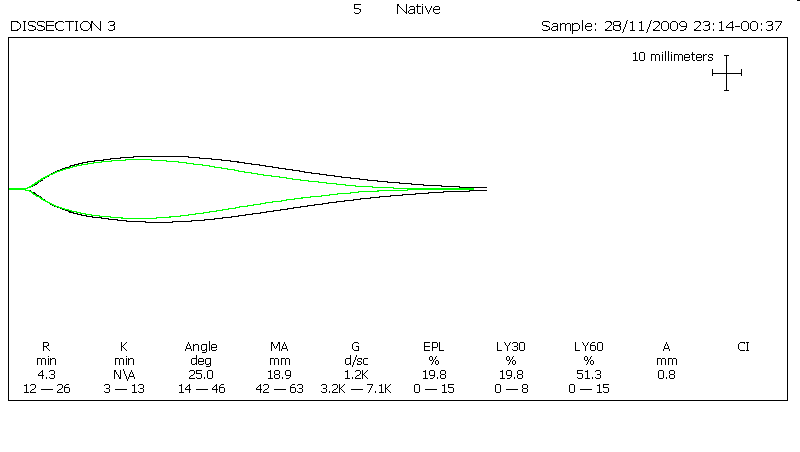 5 Native
DISSECTION 3 Sample: 28/11/2009 23:14-00:37
10 millimeters
R K Angle MA G EPL LY30 LY60 A CI
min min deg mm d/sc % % % mm
4.3 N\A 25.0 18.9 1.2K 19.8 19.8 51.3 0.8
12 — 26 3 — 13 14 — 46 42 — 63 3.2K — 7.1K 0 — 15 0 — 8 0 — 15